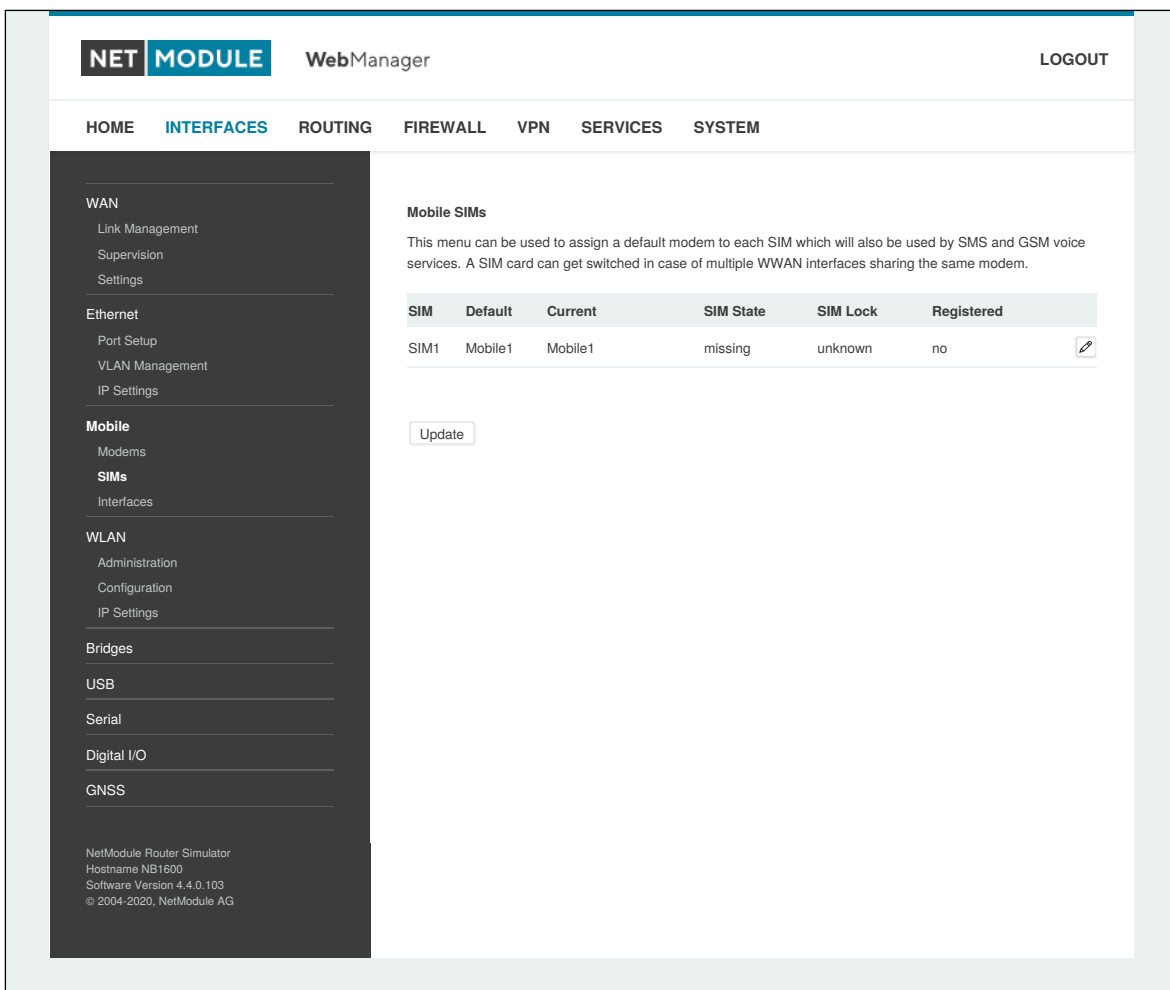 NET MODULE WebManager LOGOUT
HOME INTERFACES ROUTING FIREWALL VPN SERVICES SYSTEM
WAN
Link Management
Supervision
Settings
Ethernet
Port Setup
VLAN Management
IP Settings
Mobile
Modems
SIMs
Interfaces
WLAN
Administration
Configuration
IP Settings
Bridges
USB
Serial
Digital I/O
GNSS
NetModule Router Simulator
Hostname NB1600
Software Version 4.4.0.103
© 2004-2020, NetModule AG
Mobile SIMs
This menu can be used to assign a default modem to each SIM which will also be used by SMS and GSM voice
services. A SIM card can get switched in case of multiple WWAN interfaces sharing the same modem.
SIM Default Current SIM State SIM Lock Registered
SIM1 Mobile1 Mobile1 missing unknown no
Update